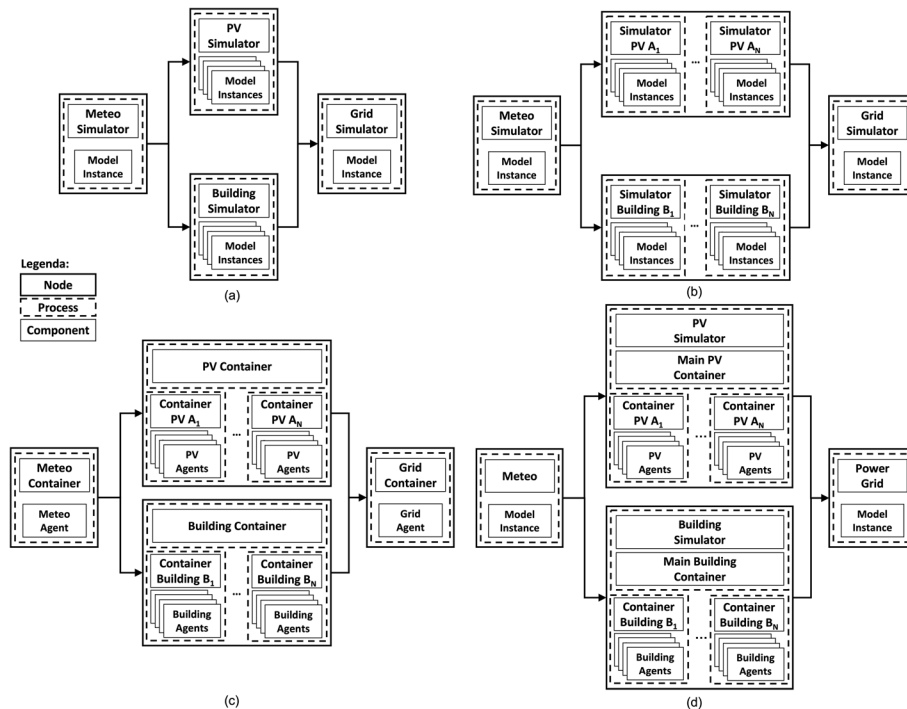 PV
Simulator
Model
Instances
Meteo
Simulator
Model
Instance
Grid
Simulator
Model
Instance
Building
Simulator
Model
Instances
Legenda:
Node
Process
Component
(a)
Simulator
PV A1
...
Simulator
PV AN
Model
Instances
Model
Instances
Meteo
Simulator
Model
Instance
Grid
Simulator
Model
Instance
Simulator
Building B1
...
Simulator
Building BN
Model
Instances
Model
Instances
(b)
PV Container
Container
PV A1
...
Container
PV AN
PV
Agents
PV
Agents
Meteo
Container
Meteo
Agent
Grid
Container
Grid
Agent
Building Container
Container
Building B1
...
Container
Building BN
Building
Agents
Building
Agents
(c)
PV
Simulator
Main PV
Container
Container
PV A1
....
Container
PV AN
PV
Agents
PV
Agents
Meteo
Model
Instance
Power
Grid
Model
Instance
Building
Simulator
Main Building
Container
Container
Building B1
....
Container
Building BN
Building
Agents
Building
Agents
(d)